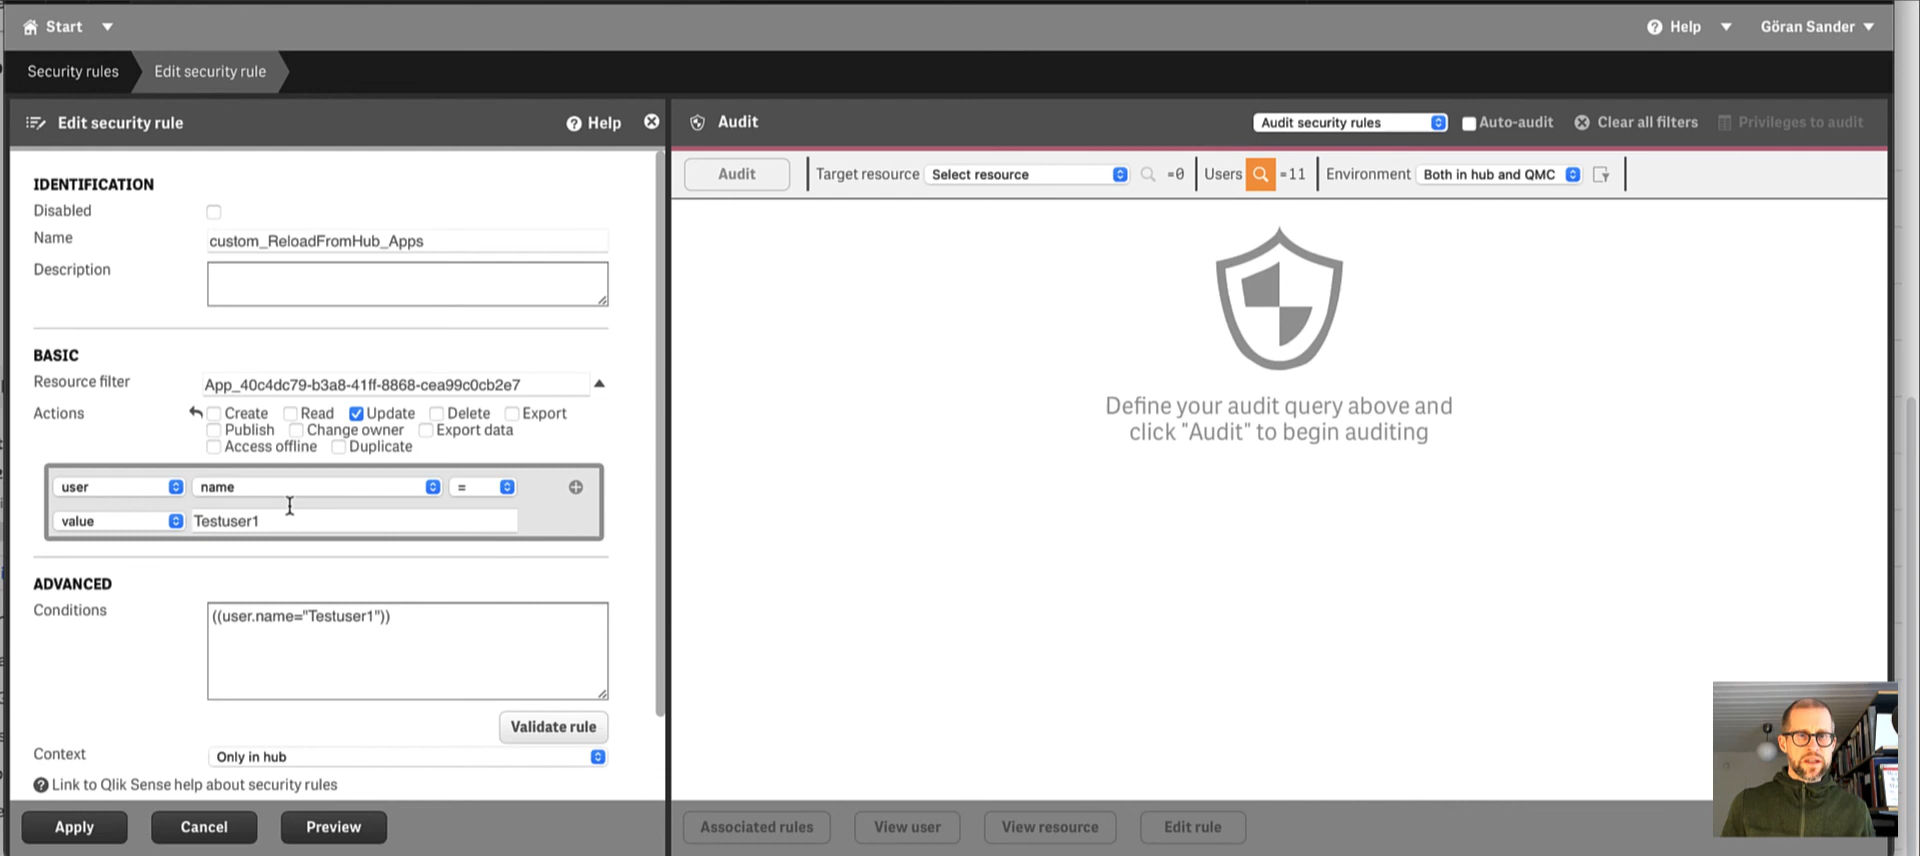 Start
Help
Göran Sander
Security rules
Edit security rule
Edit security rule
Help
Audit
Audit security rules
Auto-audit
Clear all filters
Privileges to audit
IDENTIFICATION
Disabled
Name
custom_ReloadFromHub_Apps
Description
BASIC
Resource filter
App_40c4dc79-b3a8-41ff-8868-cea99c0cb2e7
Actions
Create Read Update Delete Export
Publish Change owner Export data
Access offline Duplicate
user name =
value Testuser1
ADVANCED
Conditions
((user.name="Testuser1"))
Validate rule
Context
Only in hub
Link to Qlik Sense help about security rules
Apply
Cancel
Preview
Audit
Target resource
Select resource
=0
Users
=11
Environment
Both in hub and QMC
Define your audit query above and
click "Audit" to begin auditing
Associated rules
View user
View resource
Edit rule